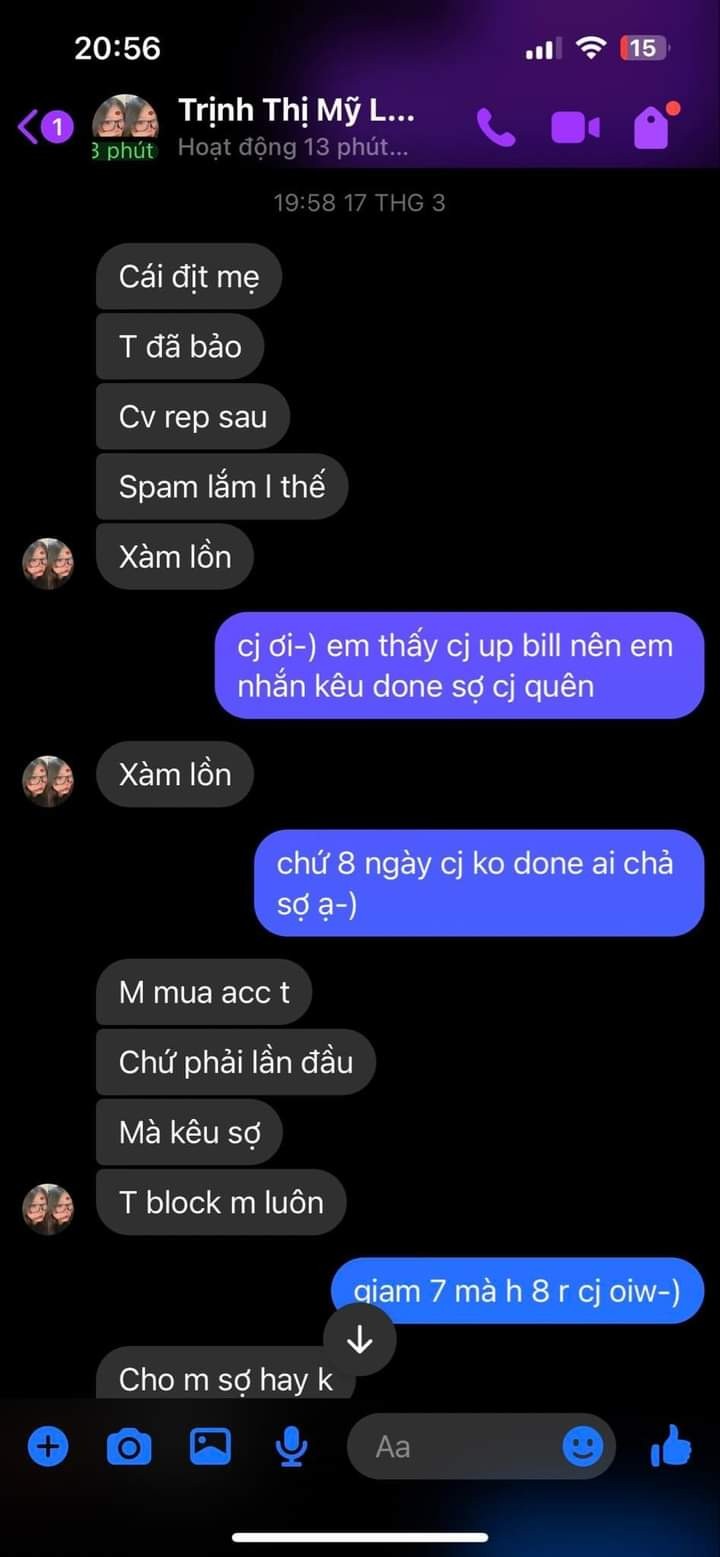 20:56
15
1
Trịnh Thị Mỹ L...
3 phút
Hoạt động 13 phút...
19:58 17 THG 3
Cái địt mẹ
T đã bảo
Cv rep sau
Spam lắm l thế
Xàm lồn
cj ơi-) em thấy cj up bill nên em
nhắn kêu done sợ cj quên
Xàm lồn
chứ 8 ngày cj ko done ai chả
sợ ạ-)
M mua acc t
Chứ phải lần đầu
Mà kêu sợ
T block m luôn
giam 7 mà h 8 r cj oiw-)
Cho m sợ hay k
Aa